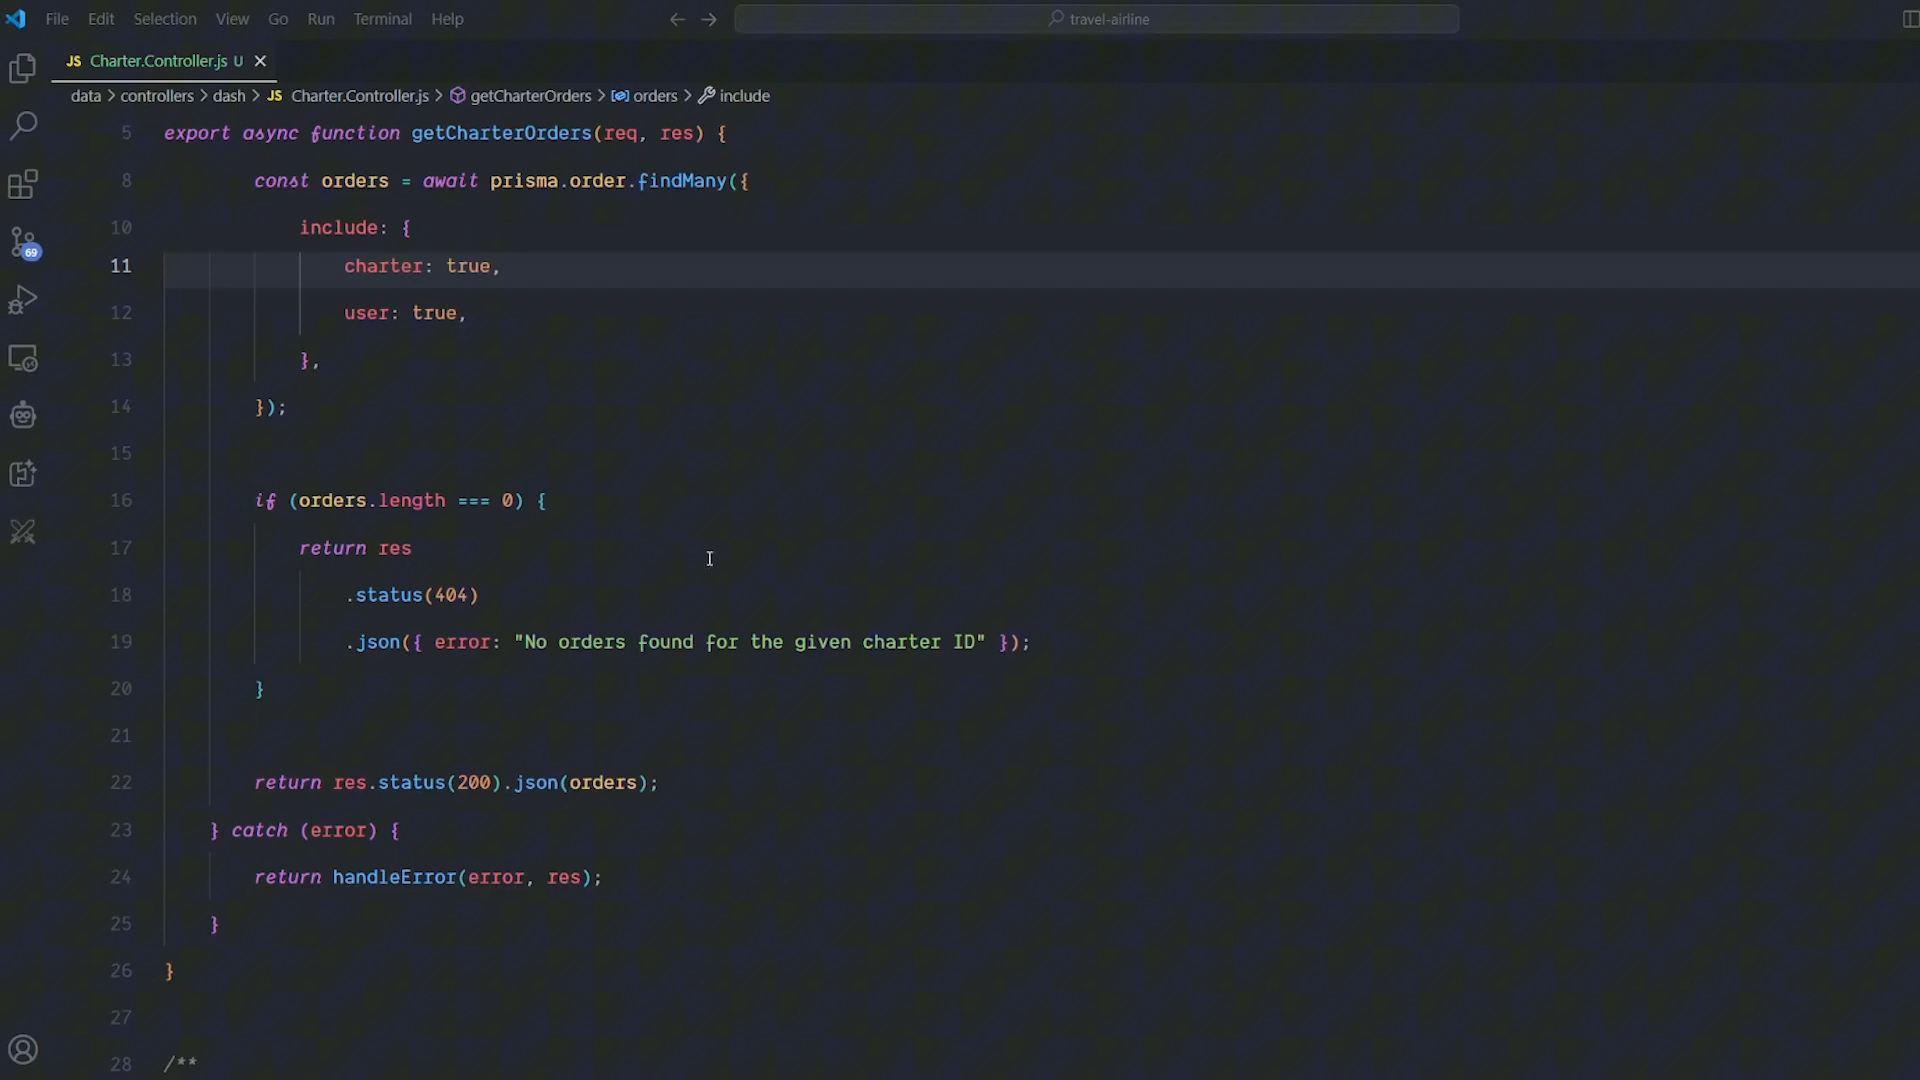 File Edit Selection View Go Run Terminal Help
travel-airline
JS Charter.Controller.js U
data > controllers > dash > JS Charter.Controller.js > getCharterOrders > orders > include
5 export async function getCharterOrders(req, res) {
8 const orders = await prisma.order.findMany({
10 include: {
11 charter: true,
12 user: true,
13 },
14 });
15
16 if (orders.length === 0) {
17 return res
18 .status(404)
19 .json({ error: "No orders found for the given charter ID" });
20 }
21
22 return res.status(200).json(orders);
23 } catch (error) {
24 return handleError(error, res);
25 }
26 }
27
28 /**
69